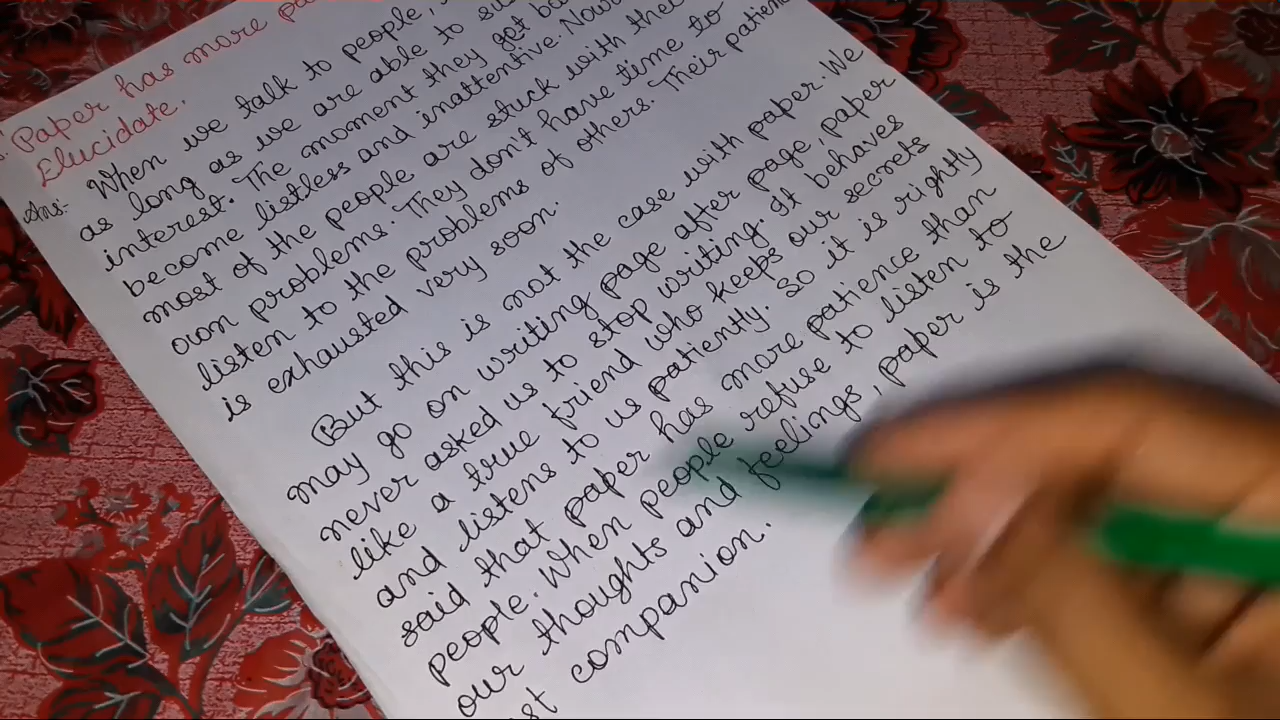 Paper has more
Elucidate.
Ans:- When we talk to people,
as long as we are able to
interest. The moment they get
become listless and inattentive.
most of the people are stuck with
own problems. They don't have time to
listen to the problems of others. Their
is exhausted very soon.
But this is not the case with paper. We
may go on writing page after page, paper
never asked us to stop writing. It behaves
like a true friend who keeps our secrets
and listens to us patiently. So it is rightly
said that paper has more patience than
people. When people refuse to listen to
our thoughts and feelings, paper is the
companion.